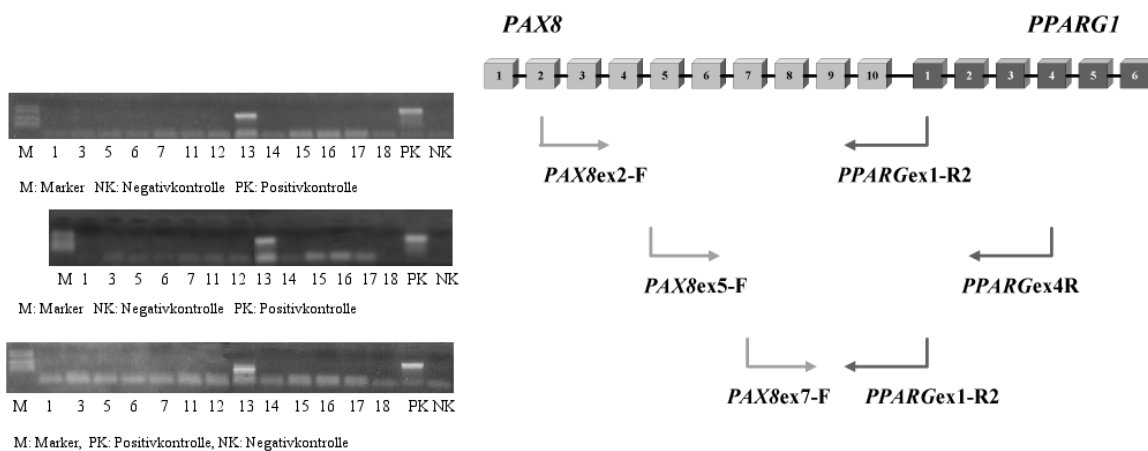 PAX8 PPARG1
1 2 3 4 5 6 7 8 9 10 1 2 3 4 5 6
M 1 3 5 6 7 11 12 13 14 15 16 17 18 PK NK
M: Marker NK: Negativkontrolle PK: Positivkontrolle
PAX8ex2-F PPARGex1-R2
M 1 3 5 6 7 11 12 13 14 15 16 17 18 PK NK
M: Marker NK: Negativkontrolle PK: Positivkontrolle
PAX8ex5-F PPARGex4R
M 1 3 5 6 7 11 12 13 14 15 16 17 18 PK NK
M: Marker, PK: Positivkontrolle, NK: Negativkontrolle
PAX8ex7-F PPARGex1-R2